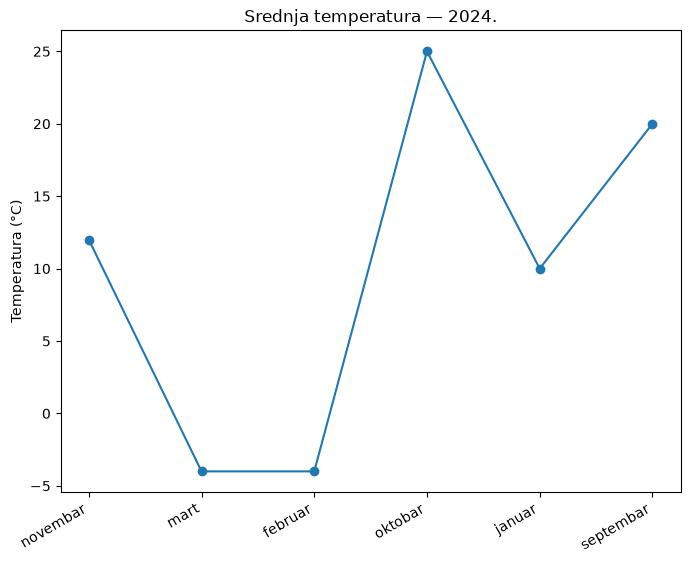 Srednja temperatura — 2024.
Temperatura (°C)
25
20
15
10
5
0
−5
novembar
mart
februar
oktobar
januar
septembar